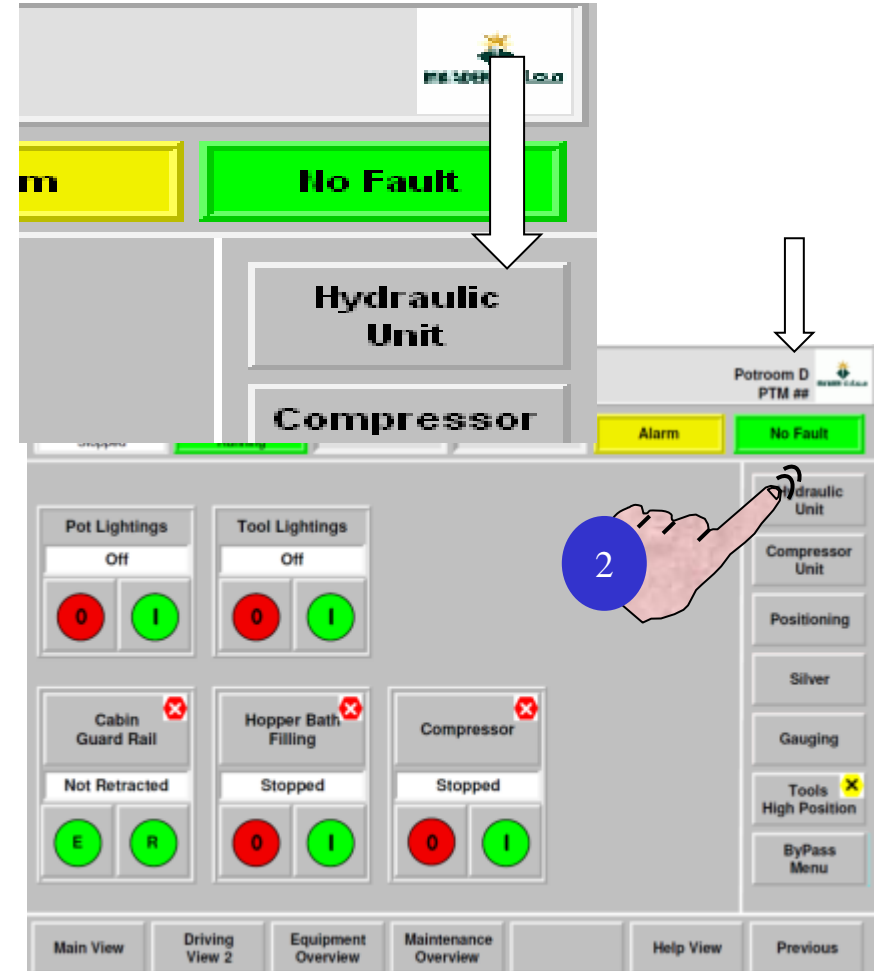 m
No Fault
Hydraulic
Unit
Compressor
Potroom D
PTM ##
Alarm
No Fault
Hydraulic
Unit
Pot Lightings
Off
0
I
Tool Lightings
Off
0
I
2
Compressor
Unit
Positioning
Silver
Cabin
Guard Rail
Not Retracted
E
R
Hopper Bath
Filling
Stopped
0
I
Compressor
Stopped
0
I
Gauging
Tools
High Position
ByPass
Menu
Main View
Driving
View 2
Equipment
Overview
Maintenance
Overview
Help View
Previous